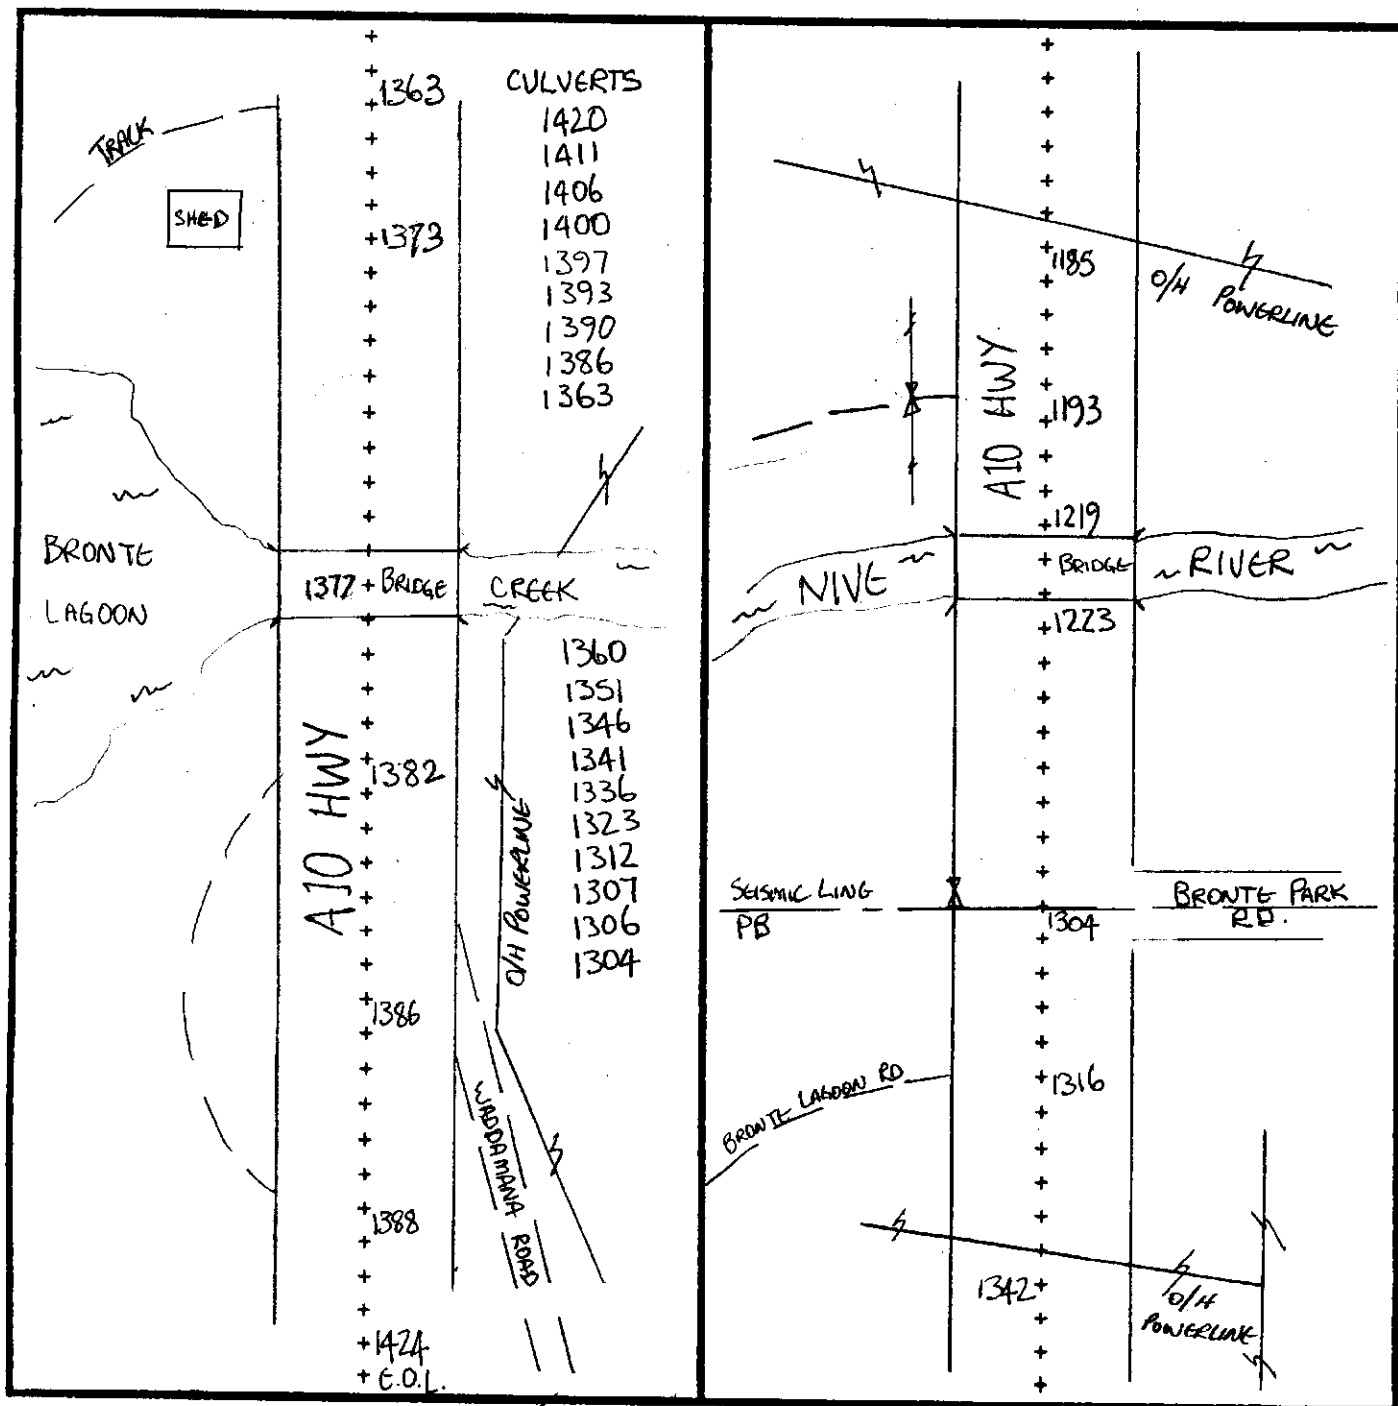 1363
CULVERTS
1420
1411
1406
1400
1397
1393
1390
1386
1363
TRACK
SHED
1373
BRONTE
LAGOON
1377
BRIDGE
CREEK
1360
1351
1346
1341
1336
1323
1312
1307
1306
1304
1382
A10 HWY
O/H POWERLINE
1386
WADDAMANA ROAD
1388
1424
E.O.L.
1185
O/H POWERLINE
A10 HWY
1193
1219
NIVE
BRIDGE
RIVER
1223
SEISMIC LING
PB
1304
BRONTE PARK
RD.
1316
BRONTE LAGOON RD
1342
O/H
POWERLINE